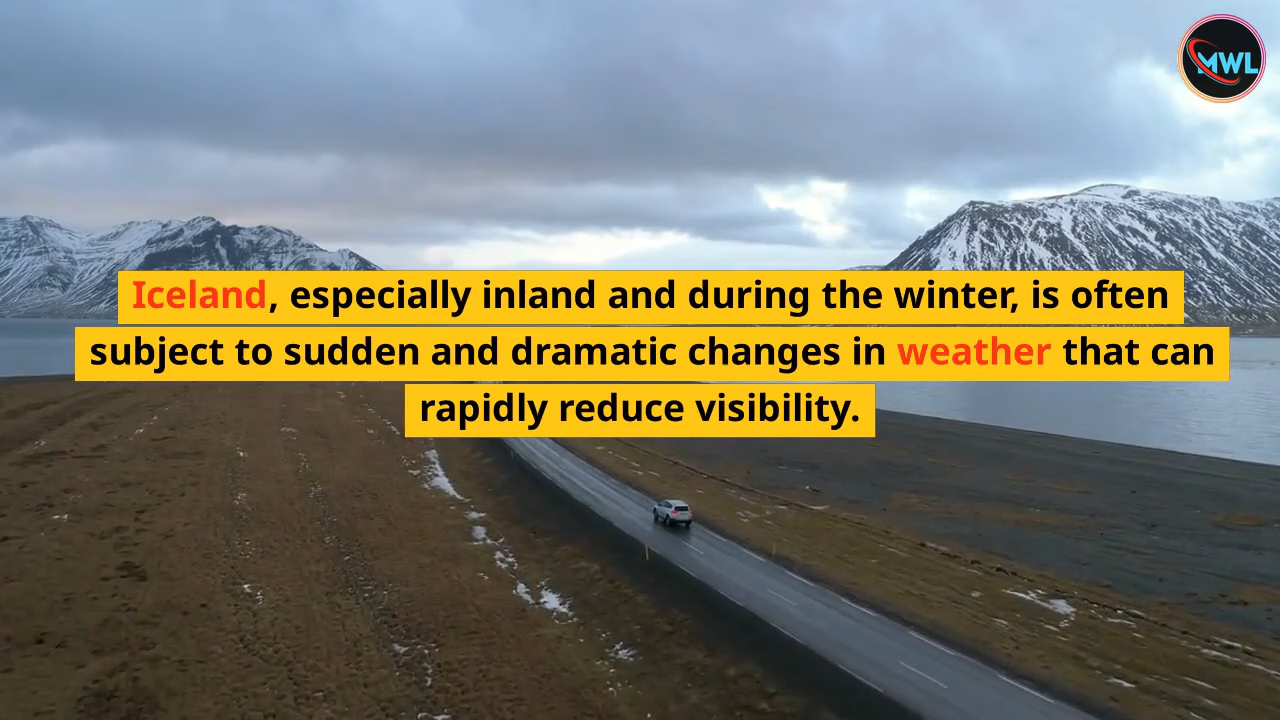 MWL
Iceland, especially inland and during the winter, is often
subject to sudden and dramatic changes in weather that can
rapidly reduce visibility.